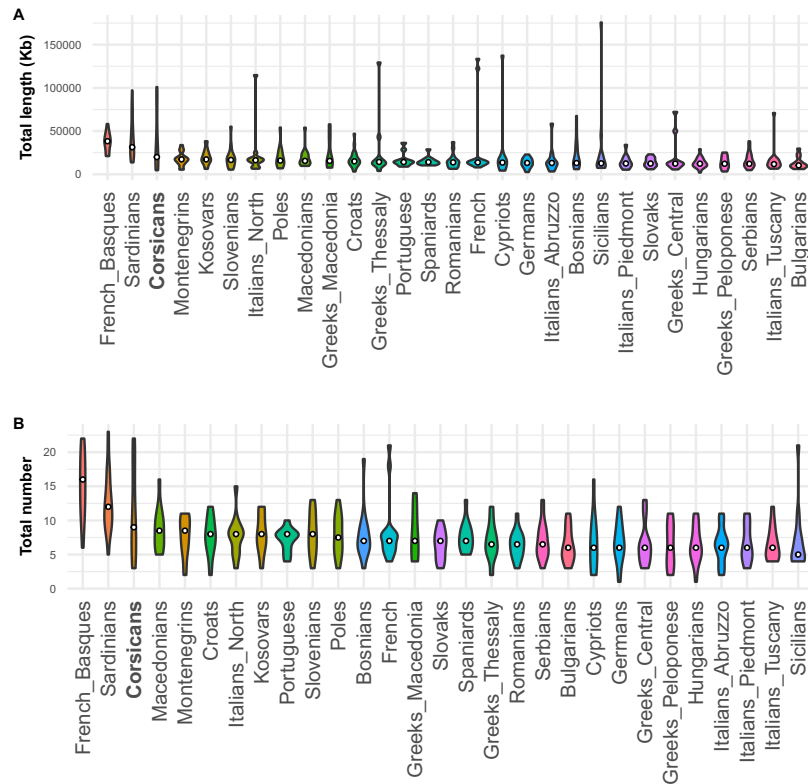 A
Total length (Kb)
150000
100000
50000
0
French_Basques
Sardinians
Corsicans
Montenegrins
Kosovars
Slovenians
Italians_North
Poles
Macedonians
Greeks_Macedonia
Croats
Greeks_Thessaly
Portuguese
Spaniards
Romanians
French
Cypriots
Germans
Italians_Abruzzo
Bosnians
Sicilians
Italians_Piedmont
Slovaks
Greeks_Central
Hungarians
Greeks_Peloponese
Serbians
Italians_Tuscany
Bulgarians
B
Total number
20
15
10
5
0
French_Basques
Sardinians
Corsicans
Macedonians
Montenegrins
Croats
Italians_North
Kosovars
Portuguese
Slovenians
Poles
Bosnians
French
Greeks_Macedonia
Slovaks
Spaniards
Greeks_Thessaly
Romanians
Serbians
Bulgarians
Cypriots
Germans
Greeks_Central
Greeks_Peloponese
Hungarians
Italians_Abruzzo
Italians_Piedmont
Italians_Tuscany
Sicilians